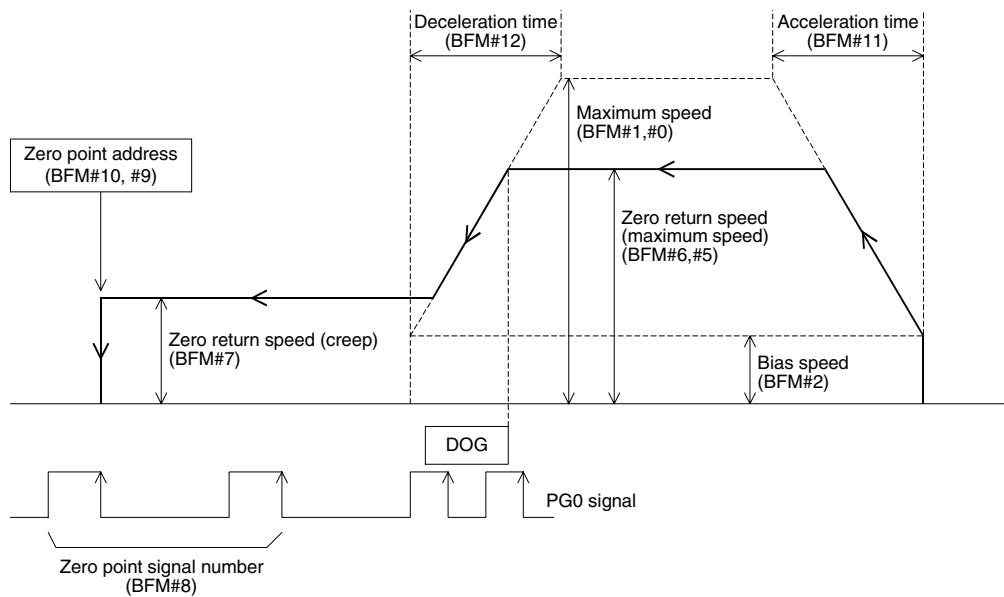 Deceleration time
(BFM#12)
Acceleration time
(BFM#11)
Maximum speed
(BFM#1,#0)
Zero point address
(BFM#10, #9)
Zero return speed
(maximum speed)
(BFM#6,#5)
Zero return speed (creep)
(BFM#7)
Bias speed
(BFM#2)
DOG
PG0 signal
Zero point signal number
(BFM#8)